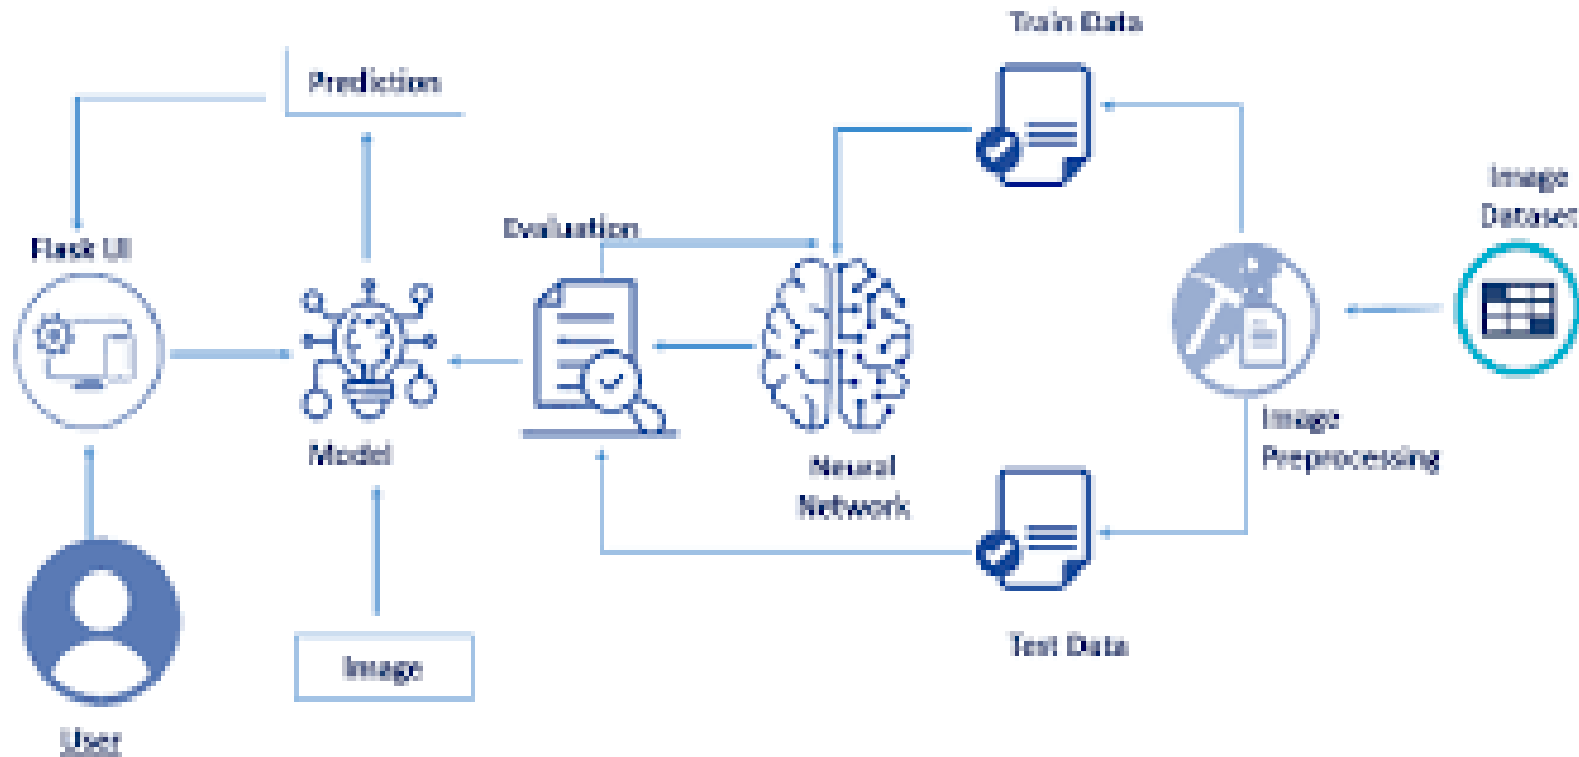 Train Data
Prediction
Image
Dataset
Evaluation
Flask UI
Image
Preprocessing
Model
Neural
Network
Test Data
Image
User